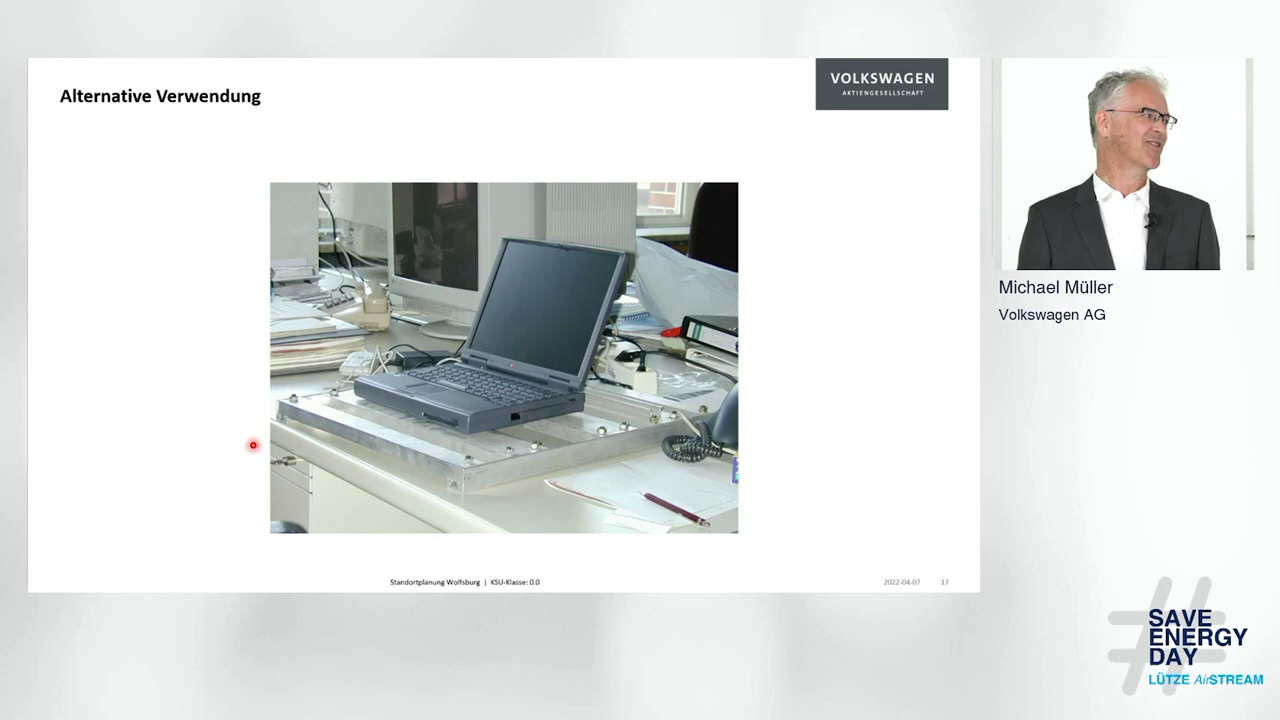 Alternative Verwendung
VOLKSWAGEN
AKTIENGESELLSCHAFT
Michael Müller
Volkswagen AG
Standortplanung Wolfsburg | KSU-Klasse: 0.0
2022-04-07
17
#
SAVE
ENERGY
DAY
LÜTZE AirSTREAM